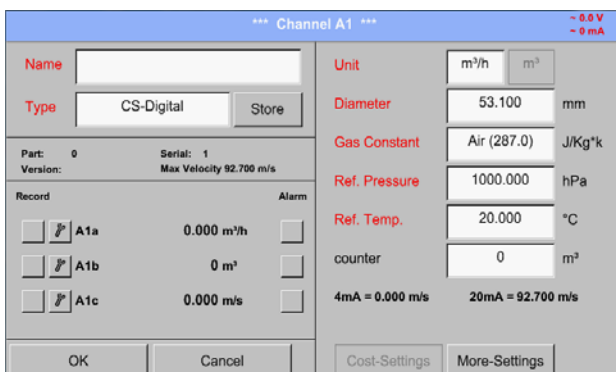 *** Channel A1 ***
~ 0.0 V
~ 0 mA
Name
Type CS-Digital Store
Part: 0 Serial: 1
Version: Max Velocity 92.700 m/s
Record Alarm
A1a 0.000 m³/h
A1b 0 m³
A1c 0.000 m/s
OK Cancel
Unit m³/h m³
Diameter 53.100 mm
Gas Constant Air (287.0) J/Kg*k
Ref. Pressure 1000.000 hPa
Ref. Temp. 20.000 °C
counter 0 m³
4mA = 0.000 m/s 20mA = 92.700 m/s
Cost-Settings More-Settings